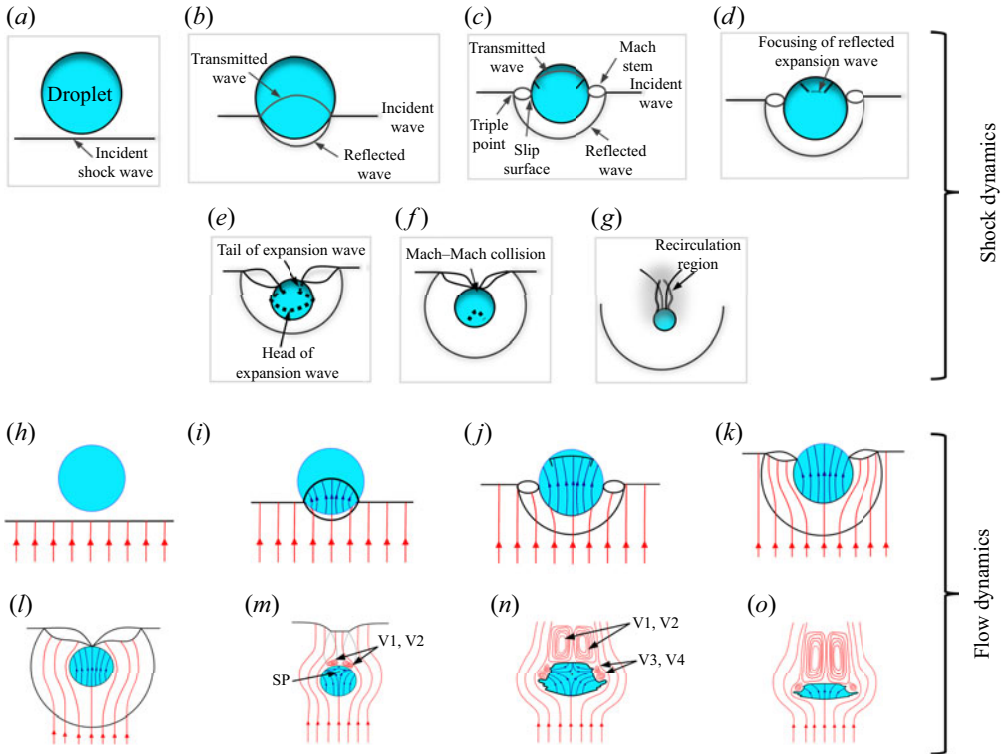 (a)
Droplet
Incident
shock wave
(b)
Transmitted
wave
Incident
wave
Reflected
wave
(c)
Transmitted
wave
Mach
stem
Incident
wave
Triple
point
Slip
surface
Reflected
wave
(d)
Focusing of reflected
expansion wave
(e)
Tail of expansion wave
Head of
expansion wave
(f)
Mach–Mach collision
(g)
Recirculation
region
Shock dynamics
(h)
(i)
(j)
(k)
(l)
(m)
V1, V2
SP
(n)
V1, V2
V3, V4
(o)
Flow dynamics